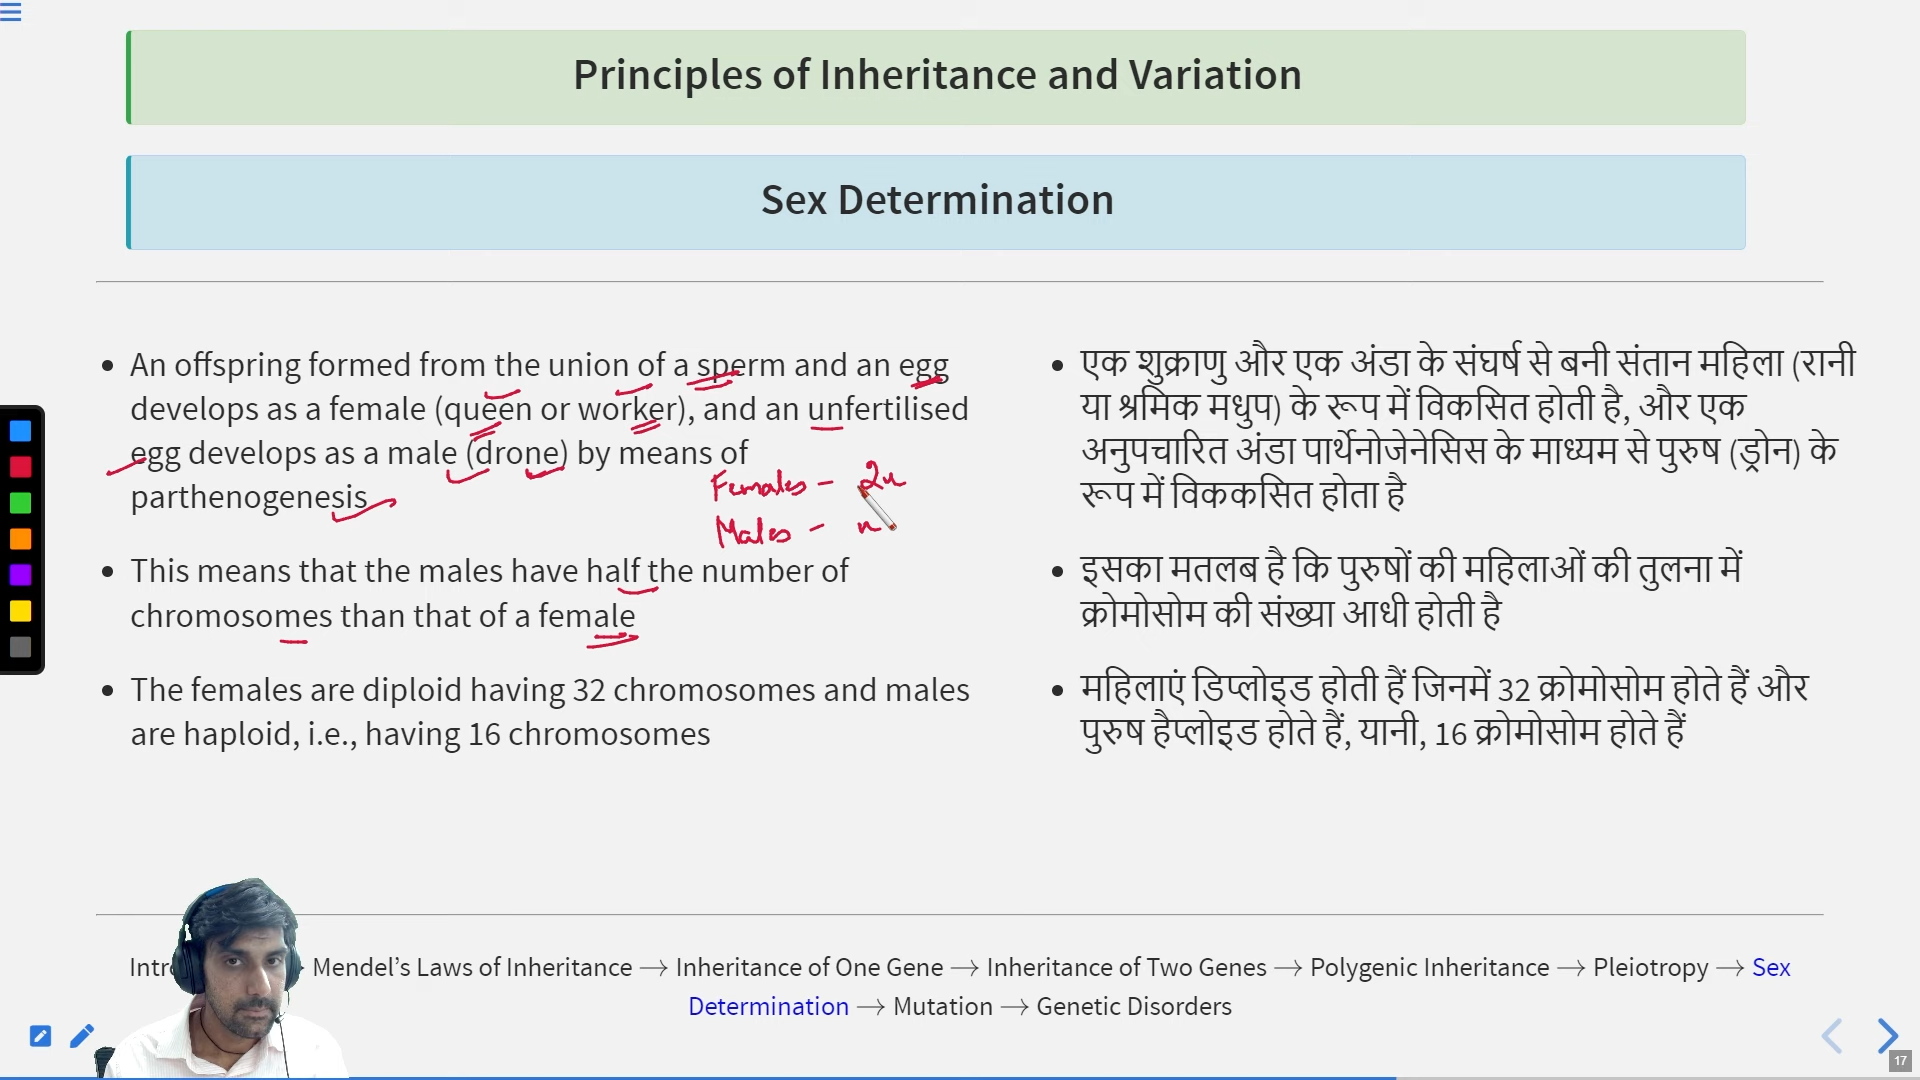 Principles of Inheritance and Variation
Sex Determination
An offspring formed from the union of a sperm and an egg
develops as a female (queen or worker), and an unfertilised
egg develops as a male (drone) by means of
parthenogenesis
Females – 2n
Males – n
This means that the males have half the number of
chromosomes than that of a female
The females are diploid having 32 chromosomes and males
are haploid, i.e., having 16 chromosomes
एक शुक्राणु और एक अंडा के संघर्ष से बनी संतान महिला (रानी
या श्रमिक मधुप) के रूप में विकसित होती है, और एक
अनुपचारित अंडा पार्थेनोजेनेसिस के माध्यम से पुरुष (ड्रोन) के
रूप में विककसित होता है
इसका मतलब है कि पुरुषों की महिलाओं की तुलना में
क्रोमोसोम की संख्या आधी होती है
महिलाएं डिप्लोइड होती हैं जिनमें 32 क्रोमोसोम होते हैं और
पुरुष हैप्लोइड होते हैं, यानी, 16 क्रोमोसोम होते हैं
→ Mendel’s Laws of Inheritance → Inheritance of One Gene → Inheritance of Two Genes → Polygenic Inheritance → Pleiotropy → Sex
Determination → Mutation → Genetic Disorders
17